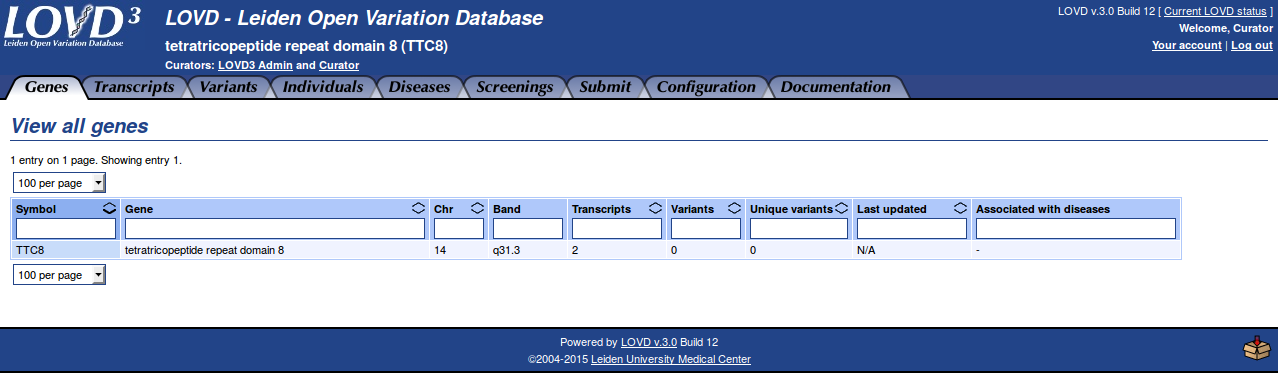 LOVD 3
Leiden Open Variation Database
LOVD - Leiden Open Variation Database
tetratricopeptide repeat domain 8 (TTC8)
Curators: LOVD3 Admin and Curator
LOVD v.3.0 Build 12 [ Current LOVD status ]
Welcome, Curator
Your account | Log out
Genes Transcripts Variants Individuals Diseases Screenings Submit Configuration Documentation
View all genes
1 entry on 1 page. Showing entry 1.
100 per page
Symbol Gene Chr Band Transcripts Variants Unique variants Last updated Associated with diseases
TTC8 tetratricopeptide repeat domain 8 14 q31.3 2 0 0 N/A -
100 per page
Powered by LOVD v.3.0 Build 12
©2004-2015 Leiden University Medical Center